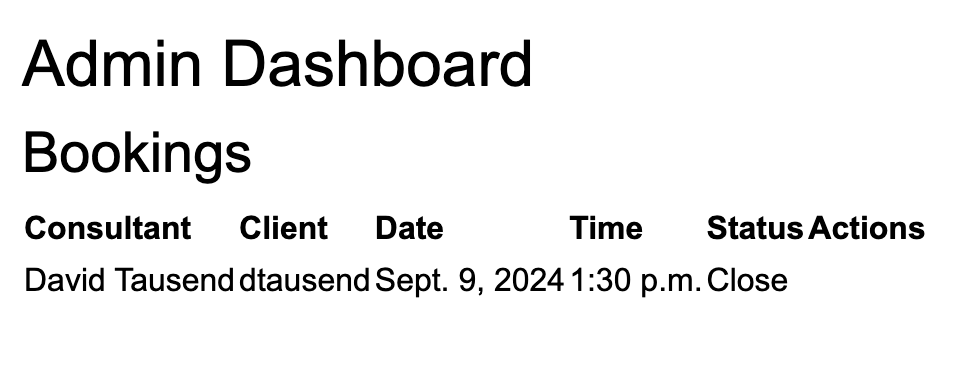 Admin Dashboard
Bookings
Consultant Client Date Time Status Actions
David Tausend dtausend Sept. 9, 2024 1:30 p.m. Close